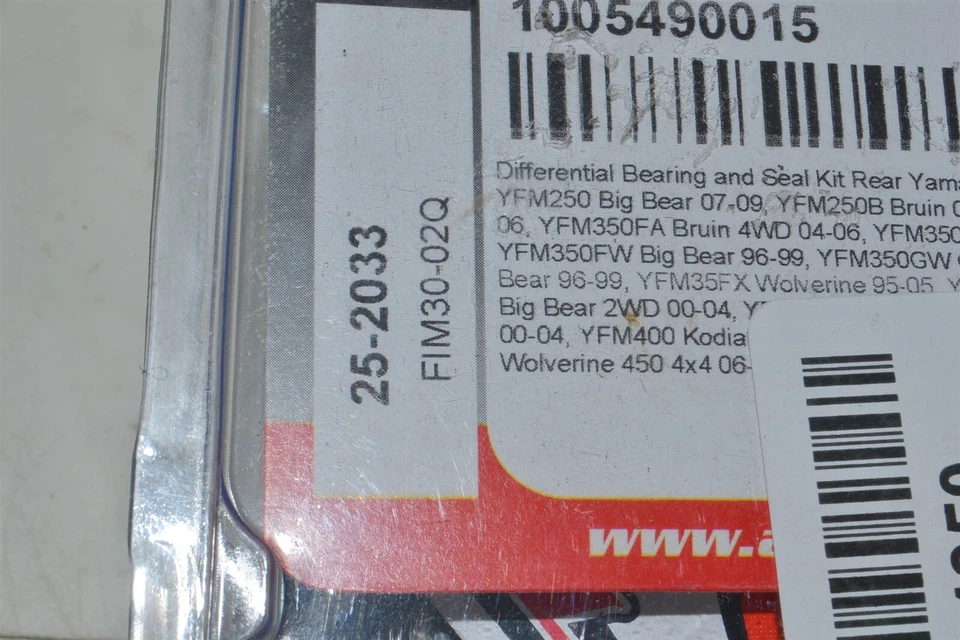 1005490015
Differential Bearing and Seal Kit Rear
YFM250 Big Bear 07-09, YFM250B Bruin
06, YFM350FA Bruin 4WD 04-06,
YFM350FW Big Bear 96-99, YFM350GW
Bear 96-99, YFM35FX Wolverine 95-05,
Big Bear 2WD 00-04,
00-04, YFM400
Wolverine 450 4x4 06-
25-2033
FIM30-02Q
www.